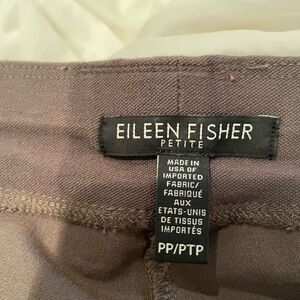 EILEEN FISHER
PETITE
MADE IN
USA OF
IMPORTED
FABRIC/
FABRIQUÉ
AUX
ETATS-UNIS
DE TISSUS
IMPORTÉS
PP/PTP